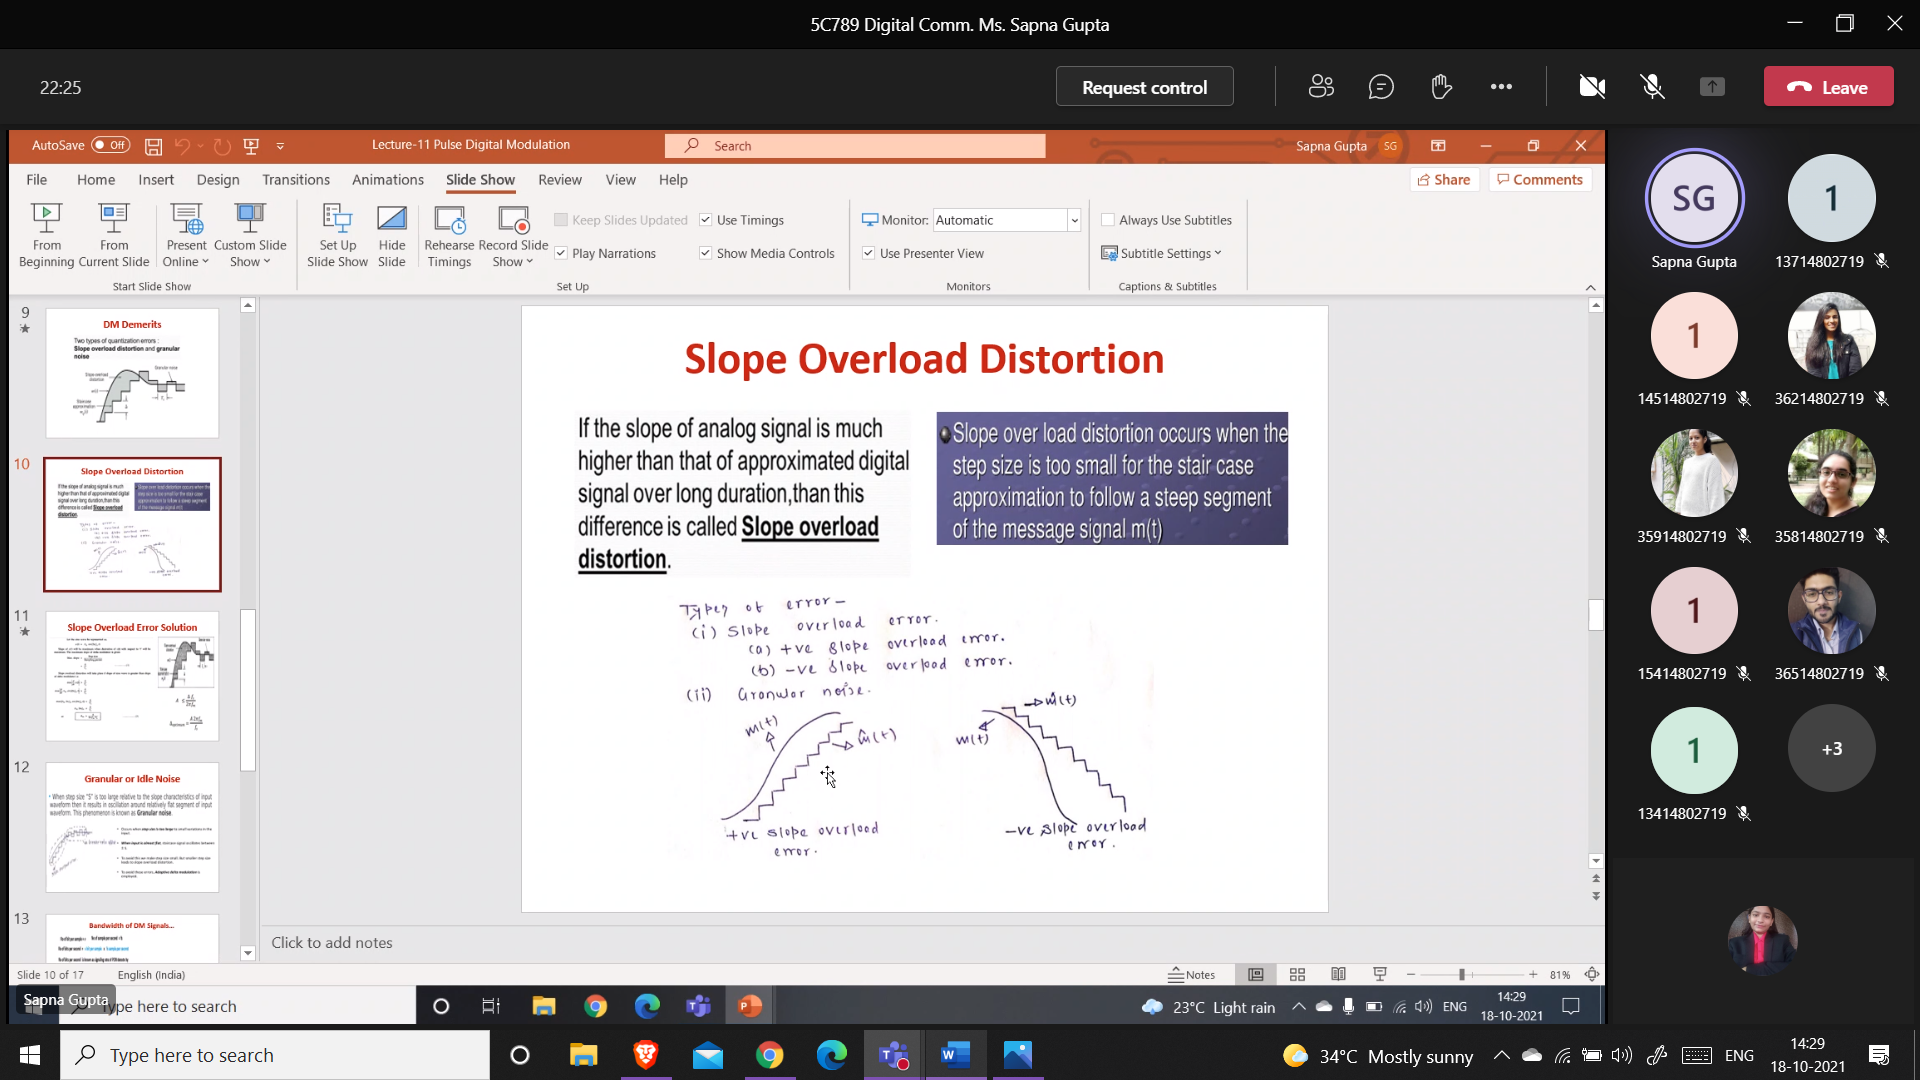 5C789 Digital Comm. Ms. Sapna Gupta
22:25
Request control
Leave
AutoSave Off
Lecture-11 Pulse Digital Modulation
Search
Sapna Gupta SG
File Home Insert Design Transitions Animations Slide Show Review View Help
Share Comments
From Beginning
From Current Slide
Present Online
Custom Slide Show
Start Slide Show
Set Up Slide Show
Hide Slide
Rehearse Timings
Record Slide Show
Keep Slides Updated
Play Narrations
Use Timings
Show Media Controls
Set Up
Monitor: Automatic
Use Presenter View
Monitors
Always Use Subtitles
Subtitle Settings
Captions & Subtitles
9
DM Demerits
Two types of quantization errors :
Slope overload distortion and granular
noise
10
Slope Overload Distortion
11
Slope Overload Error Solution
12
Granular or Idle Noise
13
Bandwidth of DM Signals...
Slope Overload Distortion
If the slope of analog signal is much
higher than that of approximated digital
signal over long duration,than this
difference is called Slope overload
distortion.
Slope over load distortion occurs when the
step size is too small for the stair case
approximation to follow a steep segment
of the message signal m(t)
Types of error-
(i) Slope overload error.
(a) +ve slope overload error.
(b) -ve slope overload error.
(ii) Granular noise.
m(t)
m̂(t)
+ve slope overload
error.
m̂(t)
m(t)
-ve slope overload
error.
Click to add notes
Slide 10 of 17 English (India)
Notes
81%
Sapna Gupta
Type here to search
23°C Light rain
ENG
14:29
18-10-2021
SG
Sapna Gupta
1
13714802719
1
14514802719
36214802719
35914802719
35814802719
1
15414802719
36514802719
1
13414802719
+3
Type here to search
34°C Mostly sunny
ENG
14:29
18-10-2021